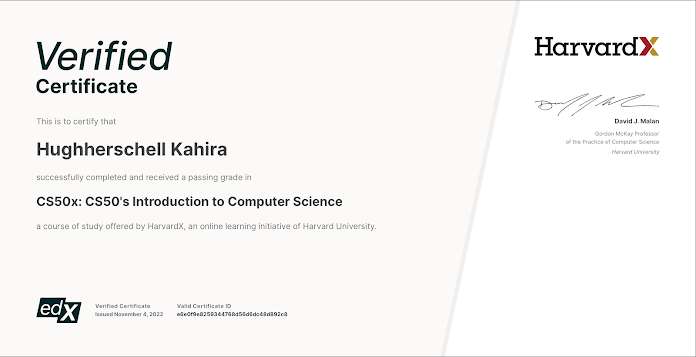 Verified
Certificate
This is to certify that
Hughherschell Kahira
successfully completed and received a passing grade in
CS50x: CS50's Introduction to Computer Science
a course of study offered by HarvardX, an online learning initiative of Harvard University.
edX
Verified Certificate
Issued November 4, 2022
Valid Certificate ID
e6e0f9e8259344768d56d6dc48d892c8
HarvardX
David J. Malan
Gordon McKay Professor
of the Practice of Computer Science
Harvard University